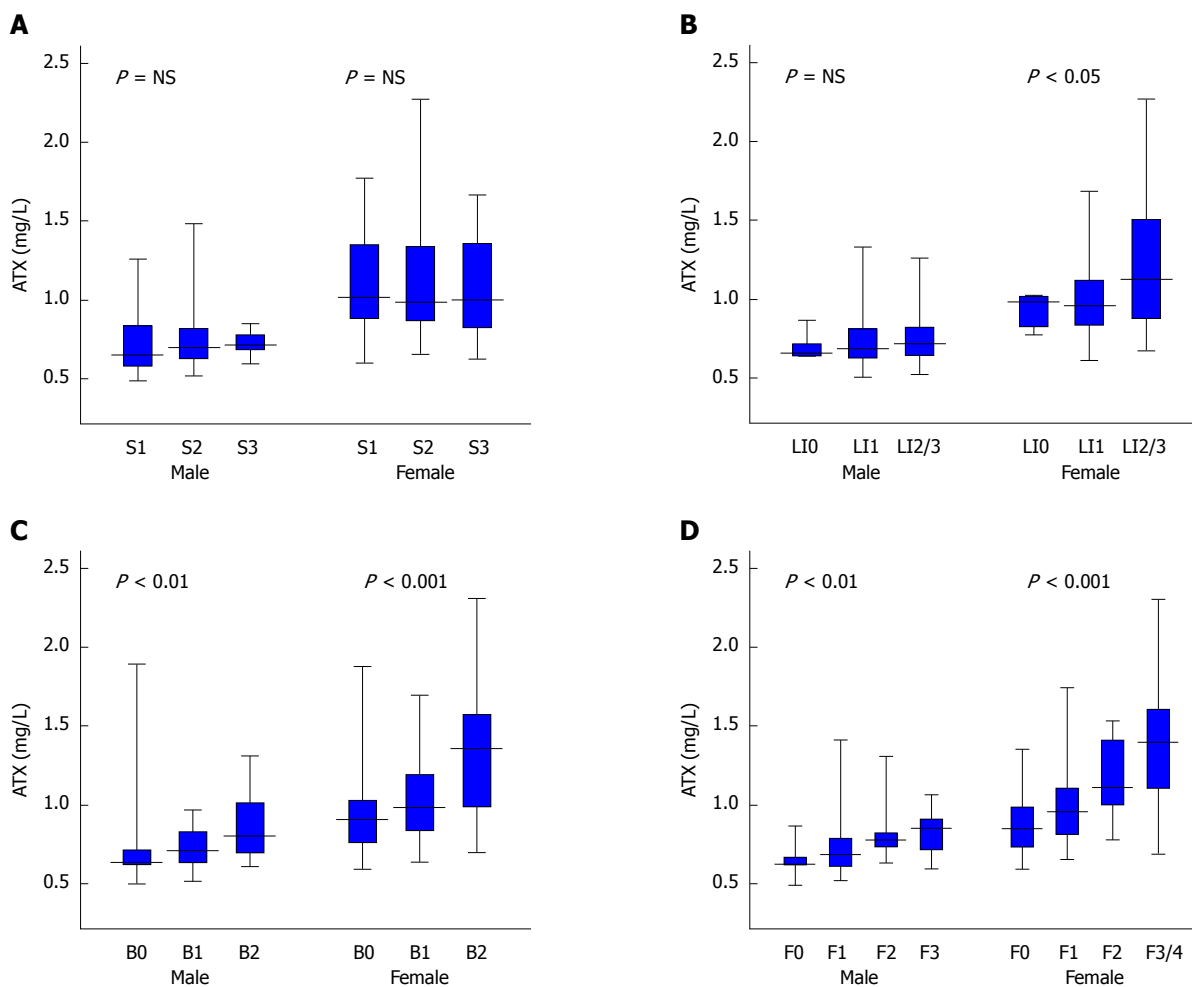 A
2.5
P = NS
P = NS
2.0
1.5
1.0
0.5
ATX (mg/L)
S1 S2 S3 S1 S2 S3
Male Female
B
2.5
P = NS
P < 0.05
2.0
1.5
1.0
0.5
ATX (mg/L)
LI0 LI1 LI2/3 LI0 LI1 LI2/3
Male Female
C
2.5
P < 0.01
P < 0.001
2.0
1.5
1.0
0.5
ATX (mg/L)
B0 B1 B2 B0 B1 B2
Male Female
D
2.5
P < 0.01
P < 0.001
2.0
1.5
1.0
0.5
ATX (mg/L)
F0 F1 F2 F3 F0 F1 F2 F3/4
Male Female